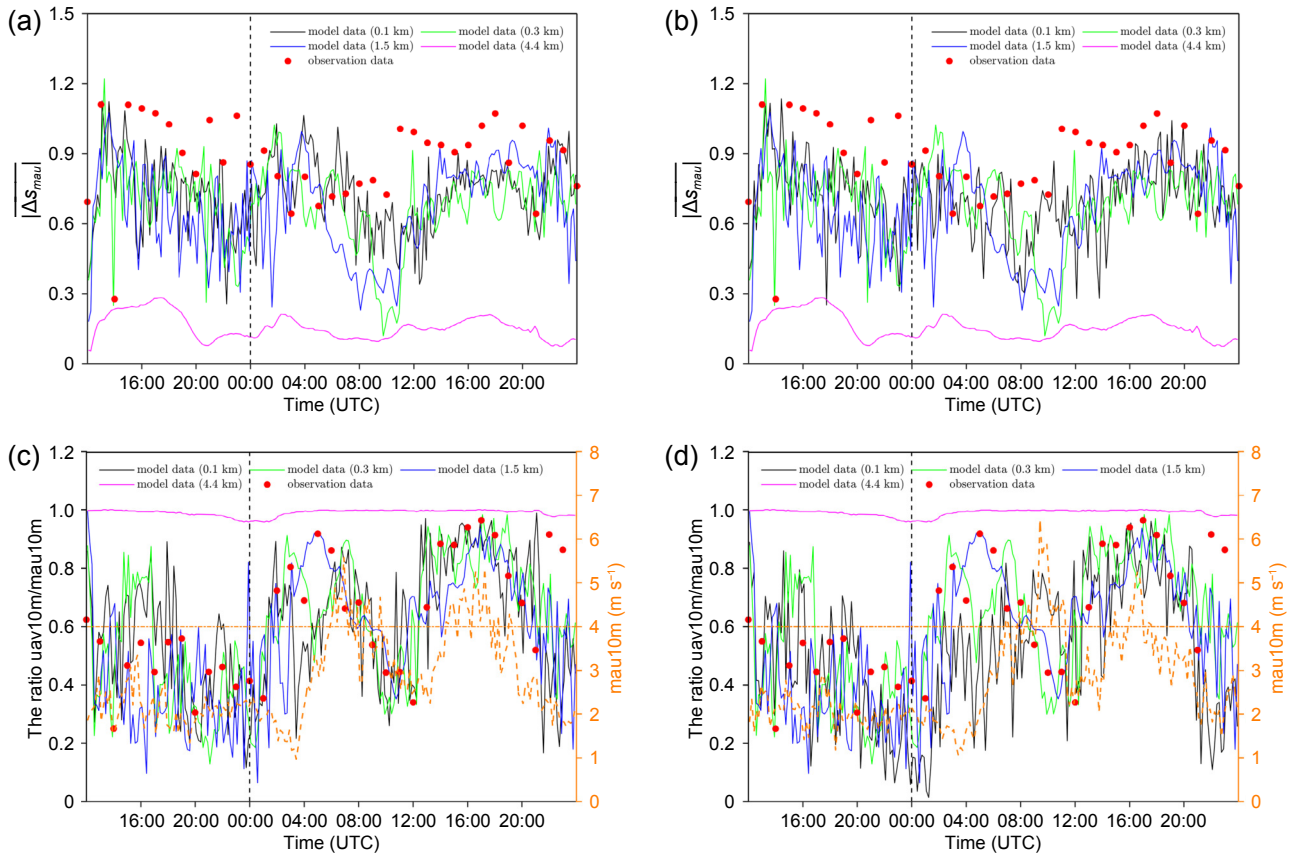 (a)
1.5
1.2
0.9
0.6
0.3
0
|Δs_mau|
model data (0.1 km) model data (0.3 km)
model data (1.5 km) model data (4.4 km)
observation data
16:00 20:00 00:00 04:00 08:00 12:00 16:00 20:00
Time (UTC)
(b)
1.5
1.2
0.9
0.6
0.3
0
|Δs_mau|
model data (0.1 km) model data (0.3 km)
model data (1.5 km) model data (4.4 km)
observation data
16:00 20:00 00:00 04:00 08:00 12:00 16:00 20:00
Time (UTC)
(c)
1.2
1.0
0.8
0.6
0.4
0.2
0
The ratio uav10m/mau10m
model data (0.1 km) model data (0.3 km) model data (1.5 km)
model data (4.4 km) observation data
8
7
6
5
4
3
2
1
0
mau10m (m s⁻¹)
16:00 20:00 00:00 04:00 08:00 12:00 16:00 20:00
Time (UTC)
(d)
1.2
1.0
0.8
0.6
0.4
0.2
0
The ratio uav10m/mau10m
model data (0.1 km) model data (0.3 km) model data (1.5 km)
model data (4.4 km) observation data
8
7
6
5
4
3
2
1
0
mau10m (m s⁻¹)
16:00 20:00 00:00 04:00 08:00 12:00 16:00 20:00
Time (UTC)